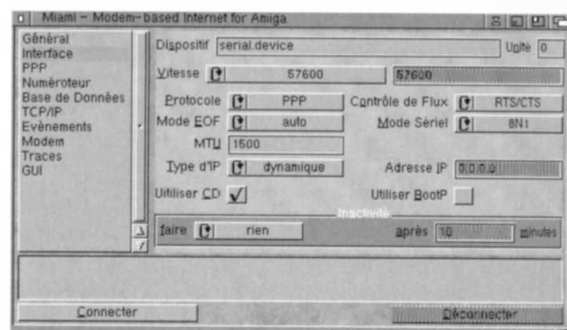 Miami - Modem-based Internet for Amiga
Général
Interface
PPP
Numéroteur
Base de Données
TCP/IP
Evènements
Modem
Traces
GUI
Dispositif serial.device Unité 0
Vitesse 57600 57600
Protocole PPP Contrôle de Flux RTS/CTS
Mode EOF auto Mode Sériel 8N1
MTU 1500
Type d'IP dynamique Adresse IP 0.0.0.0
Utiliser CD Utiliser BootP
Inactivité
faire rien après 10 minutes
Connecter Déconnecter